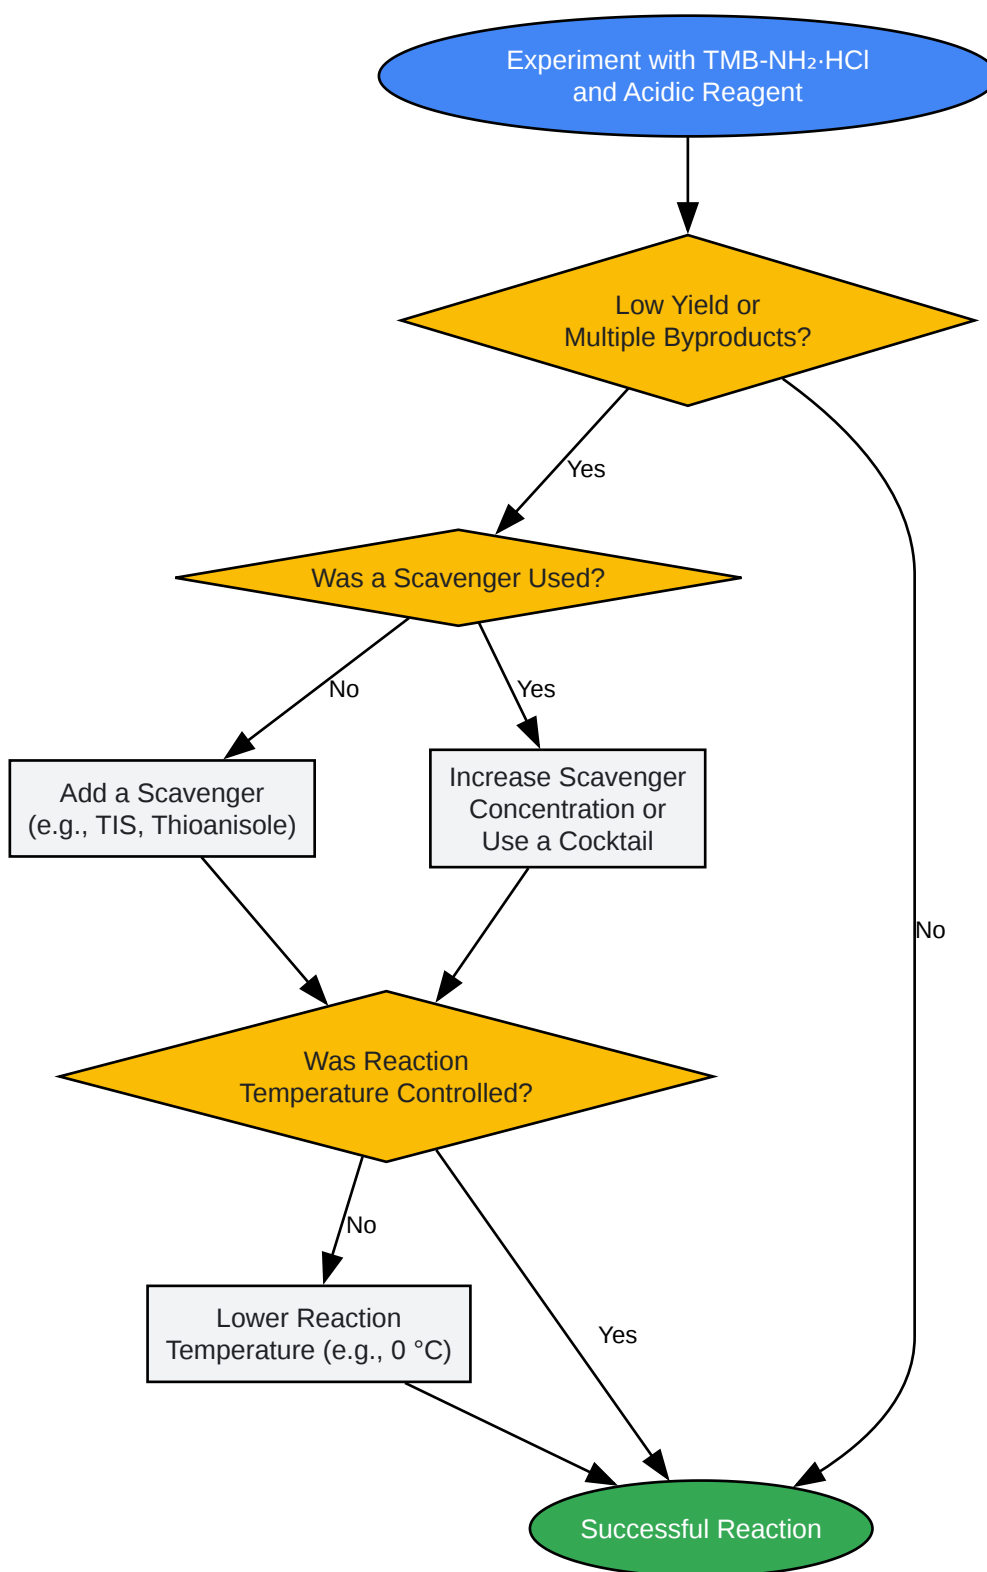 Experiment with TMB-NH₂·HCl
and Acidic Reagent
Low Yield or
Multiple Byproducts?
Yes
Was a Scavenger Used?
No
Yes
Add a Scavenger
(e.g., TIS, Thioanisole)
Increase Scavenger
Concentration or
Use a Cocktail
No
Was Reaction
Temperature Controlled?
No
Lower Reaction
Temperature (e.g., 0 °C)
Yes
Successful Reaction